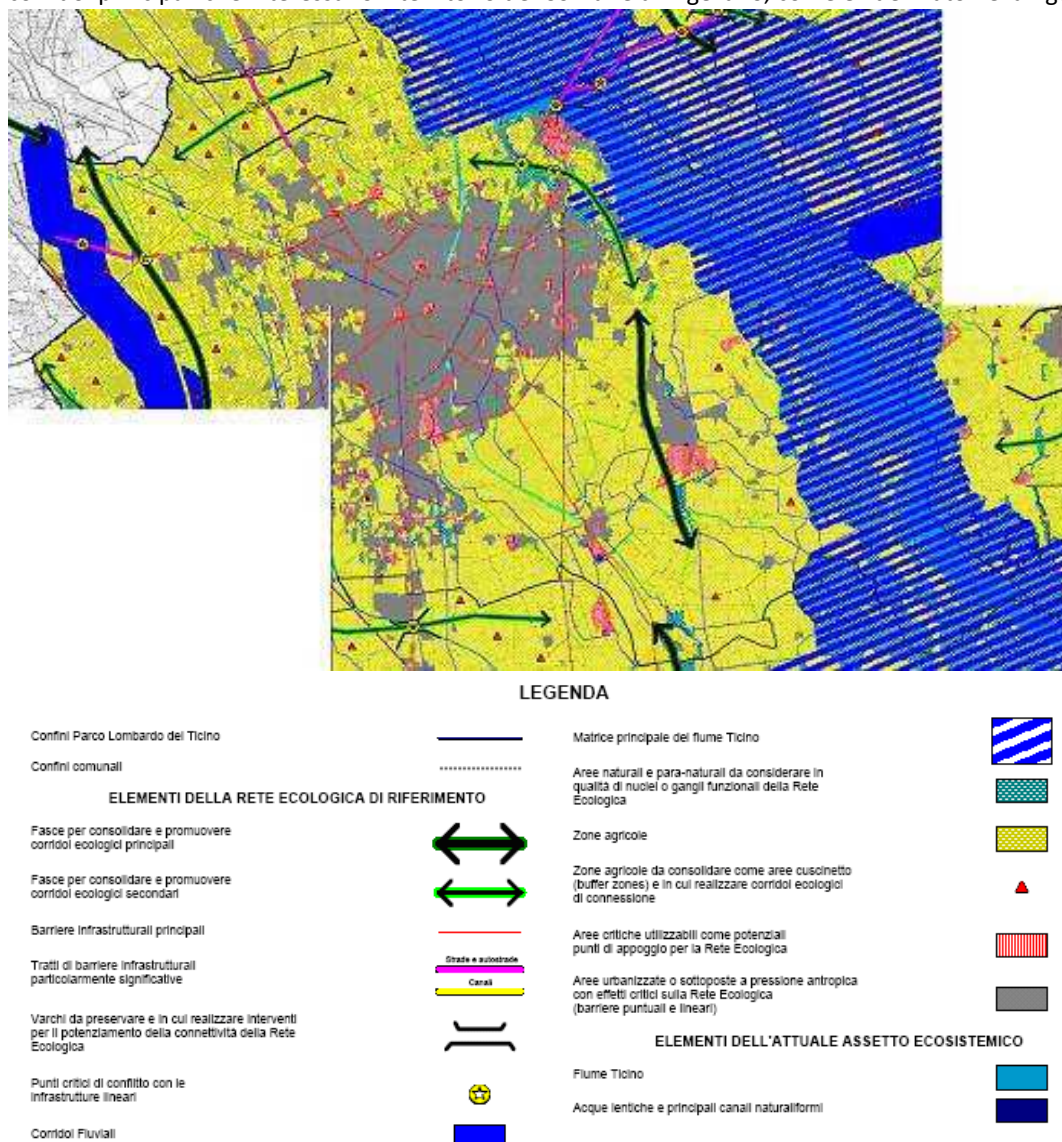 LEGENDA
Confini Parco Lombardo del Ticino
Confini comunali
ELEMENTI DELLA RETE ECOLOGICA DI RIFERIMENTO
Fasce per consolidare e promuovere
corridoi ecologici principali
Fasce per consolidare e promuovere
corridoi ecologici secondari
Barriere infrastrutturali principali
Tratti di barriere infrastrutturali
particolarmente significative
Strade e autostrade
Canali
Varchi da preservare e in cui realizzare interventi
per il potenziamento della connettività della Rete
Ecologica
Punti critici di conflitto con le
infrastrutture lineari
Corridoi Fluviali
Matrice principale del fiume Ticino
Aree naturali e para-naturali da considerare in
qualità di nuclei o gangli funzionali della Rete
Ecologica
Zone agricole
Zone agricole da consolidare come aree cuscinetto
(buffer zones) e in cui realizzare corridoi ecologici
di connessione
Aree critiche utilizzabili come potenziali
punti di appoggio per la Rete Ecologica
Aree urbanizzate o sottoposte a pressione antropica
con effetti critici sulla Rete Ecologica
(barriere puntuali e lineari)
ELEMENTI DELL'ATTUALE ASSETTO ECOSISTEMICO
Fiume Ticino
Acque lentiche e principali canali naturaliformi